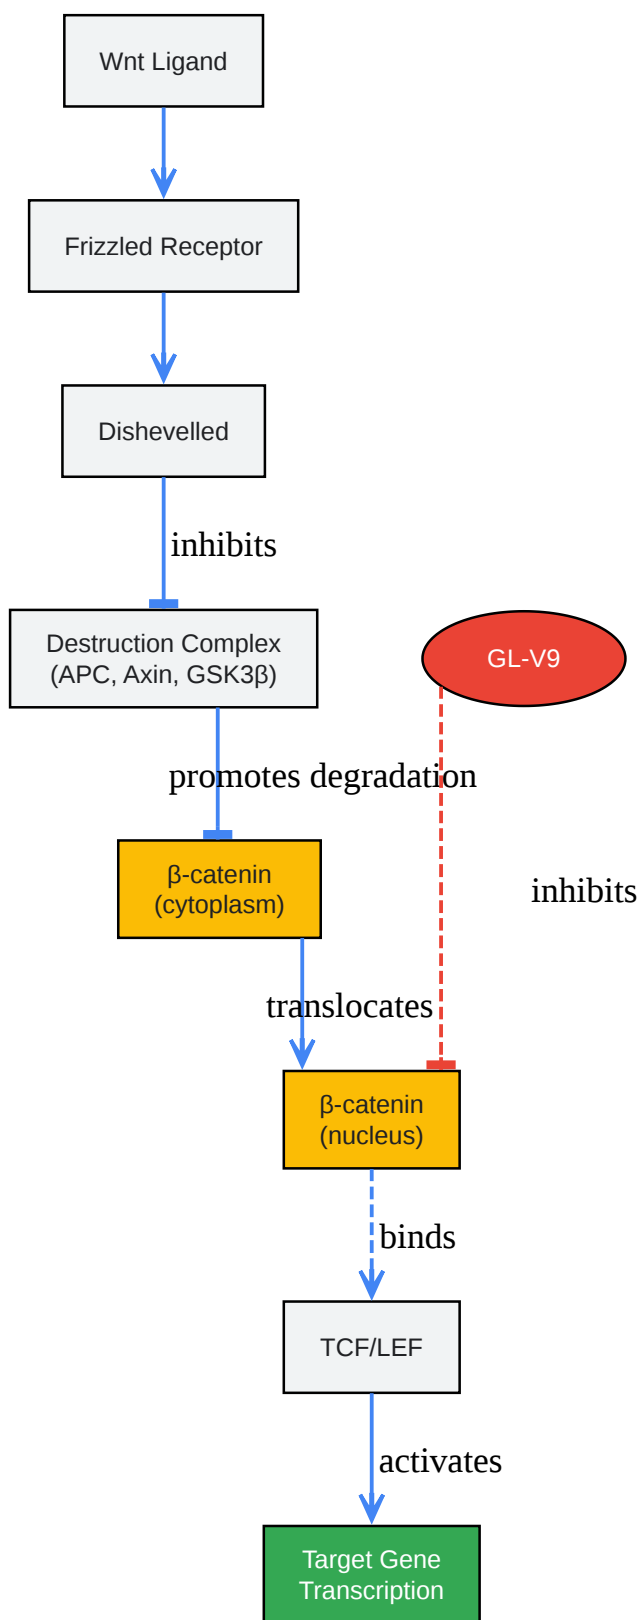 Wnt Ligand
Frizzled Receptor
Dishevelled
inhibits
Destruction Complex
(APC, Axin, GSK3β)
GL-V9
promotes degradation
β-catenin
(cytoplasm)
inhibits
translocates
β-catenin
(nucleus)
binds
TCF/LEF
activates
Target Gene
Transcription